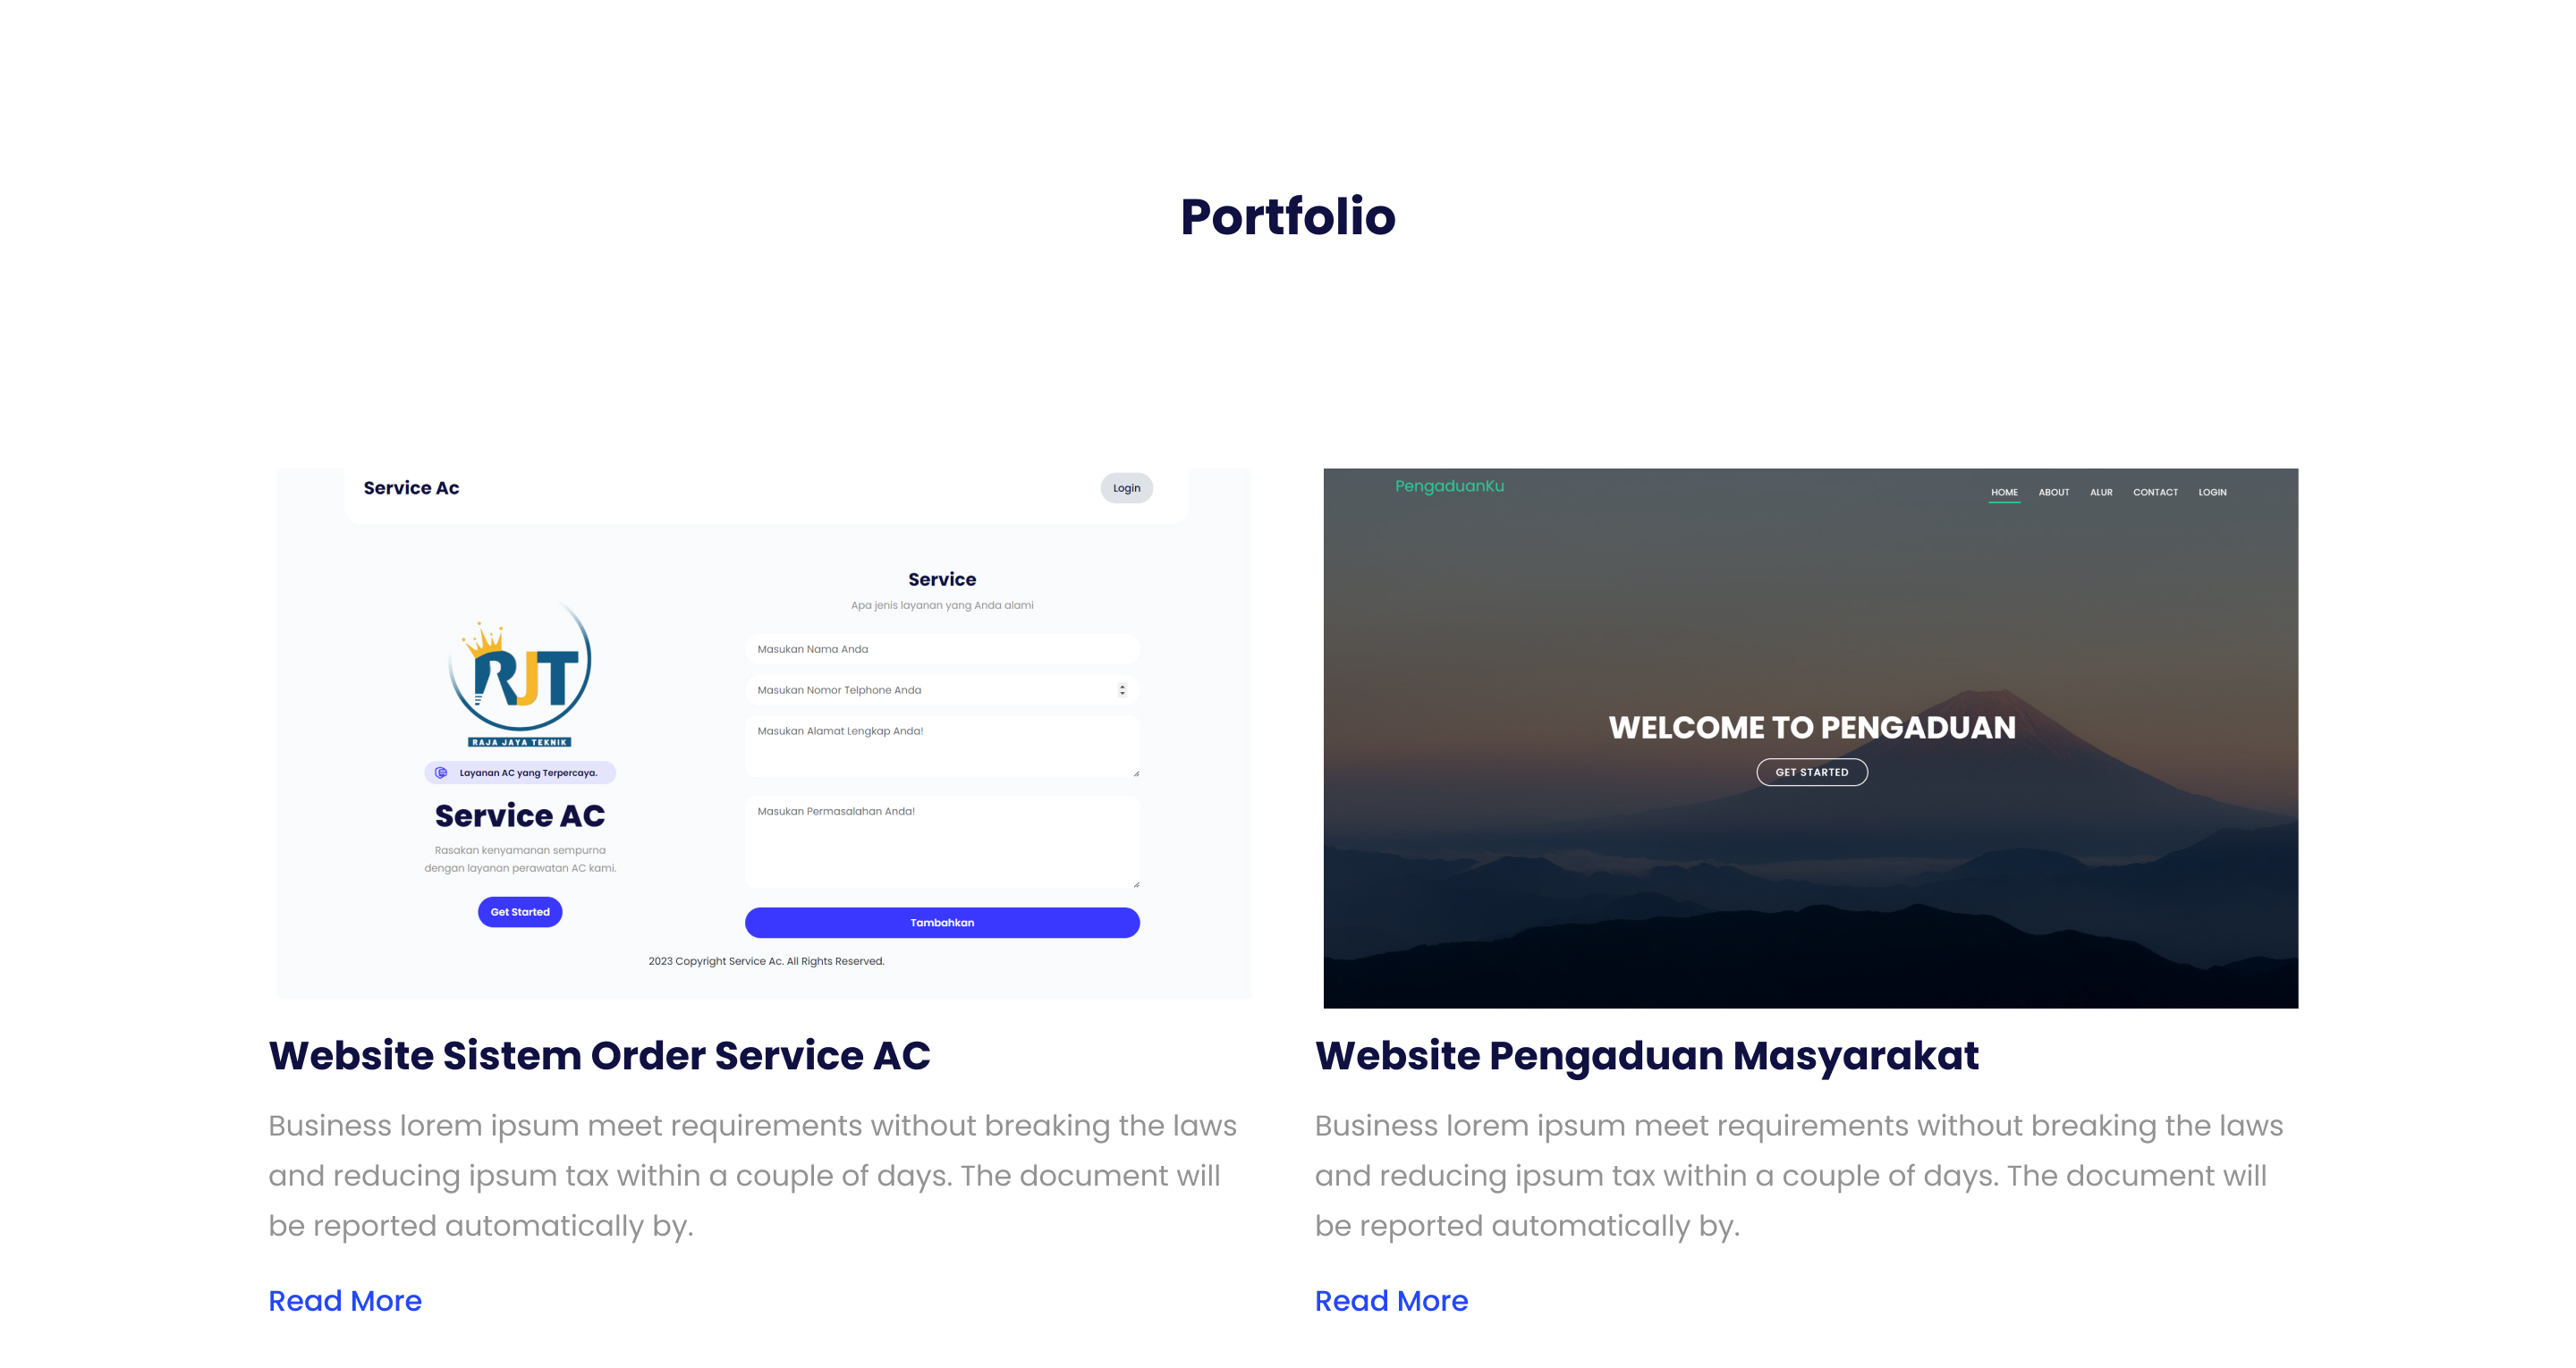 Portfolio
Service Ac
Login
RJT
RAJA JAYA TEKNIK
Layanan AC yang Terpercaya.
Service AC
Rasakan kenyamanan sempurna
dengan layanan perawatan AC kami.
Get Started
Service
Apa jenis layanan yang Anda alami
Masukan Nama Anda
Masukan Nomor Telphone Anda
Masukan Alamat Lengkap Anda!
Masukan Permasalahan Anda!
Tambahkan
2023 Copyright Service Ac. All Rights Reserved.
Website Sistem Order Service AC
Business lorem ipsum meet requirements without breaking the laws
and reducing ipsum tax within a couple of days. The document will
be reported automatically by.
Read More
PengaduanKu
HOME ABOUT ALUR CONTACT LOGIN
WELCOME TO PENGADUAN
GET STARTED
Website Pengaduan Masyarakat
Business lorem ipsum meet requirements without breaking the laws
and reducing ipsum tax within a couple of days. The document will
be reported automatically by.
Read More